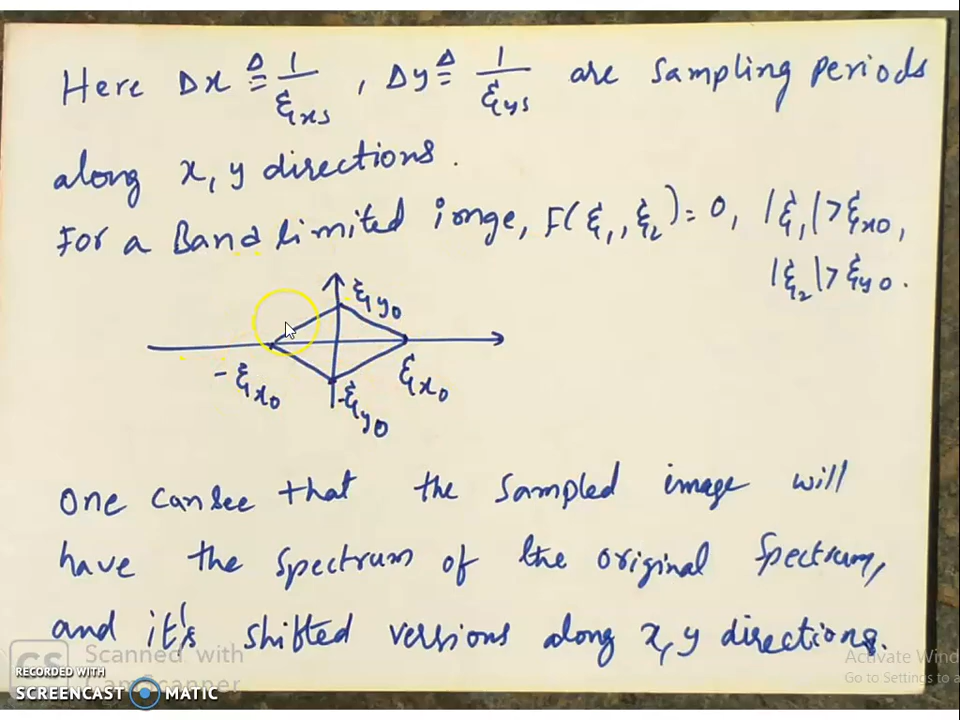 Here Δx ≜ 1/ξxs , Δy ≜ 1/ξys are sampling periods
along x, y directions.
For a Band limited image, F(ξ1, ξ2) = 0, |ξ1| > ξx0,
|ξ2| > ξy0.
ξy0
-ξx0
ξx0
-ξy0
One can see that the sampled image will
have the spectrum of the original spectrum,
and it's shifted versions along x, y directions.
CS Scanned with
CamScanner
RECORDED WITH
SCREENCAST MATIC
Activate Wind
Go to Settings to a